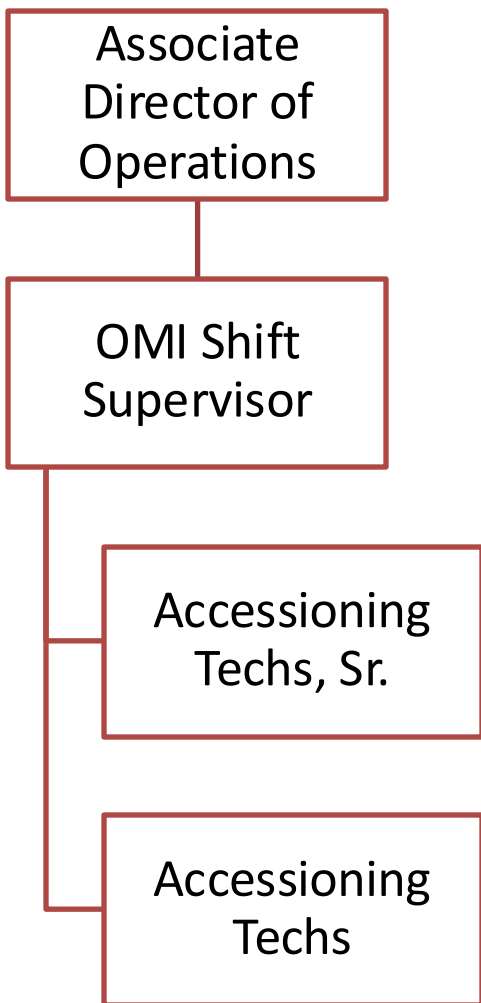 Associate
Director of
Operations
OMI Shift
Supervisor
Accessioning
Techs, Sr.
Accessioning
Techs